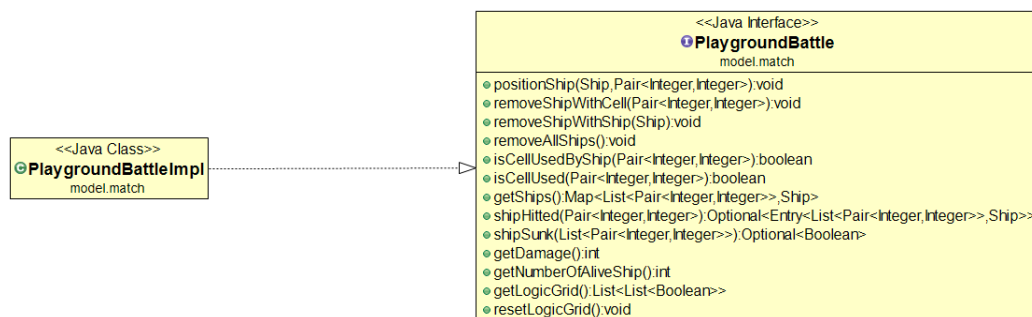 <<Java Class>>
PlaygroundBattleImpl
model.match
<<Java Interface>>
PlaygroundBattle
model.match
positionShip(Ship,Pair<Integer,Integer>):void
removeShipWithCell(Pair<Integer,Integer>):void
removeShipWithShip(Ship):void
removeAllShips():void
isCellUsedByShip(Pair<Integer,Integer>):boolean
isCellUsed(Pair<Integer,Integer>):boolean
getShips():Map<List<Pair<Integer,Integer>>,Ship>
shipHitted(Pair<Integer,Integer>):Optional<Entry<List<Pair<Integer,Integer>>,Ship>>
shipSunk(List<Pair<Integer,Integer>>):Optional<Boolean>
getDamage():int
getNumberOfAliveShip():int
getLogicGrid():List<List<Boolean>>
resetLogicGrid():void